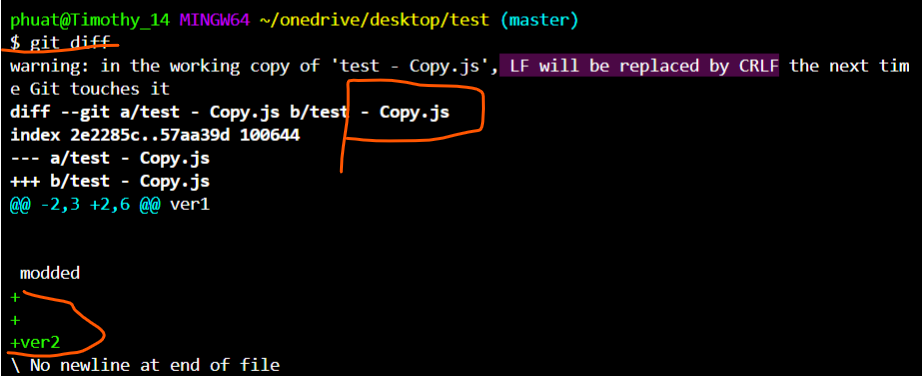 phuat@Timothy_14 MINGW64 ~/onedrive/desktop/test (master)
$ git diff
warning: in the working copy of 'test - Copy.js', LF will be replaced by CRLF the next tim
e Git touches it
diff --git a/test - Copy.js b/test - Copy.js
index 2e2285c..57aa39d 100644
--- a/test - Copy.js
+++ b/test - Copy.js
@@ -2,3 +2,6 @@ ver1
 modded
+
+
+ver2
\ No newline at end of file